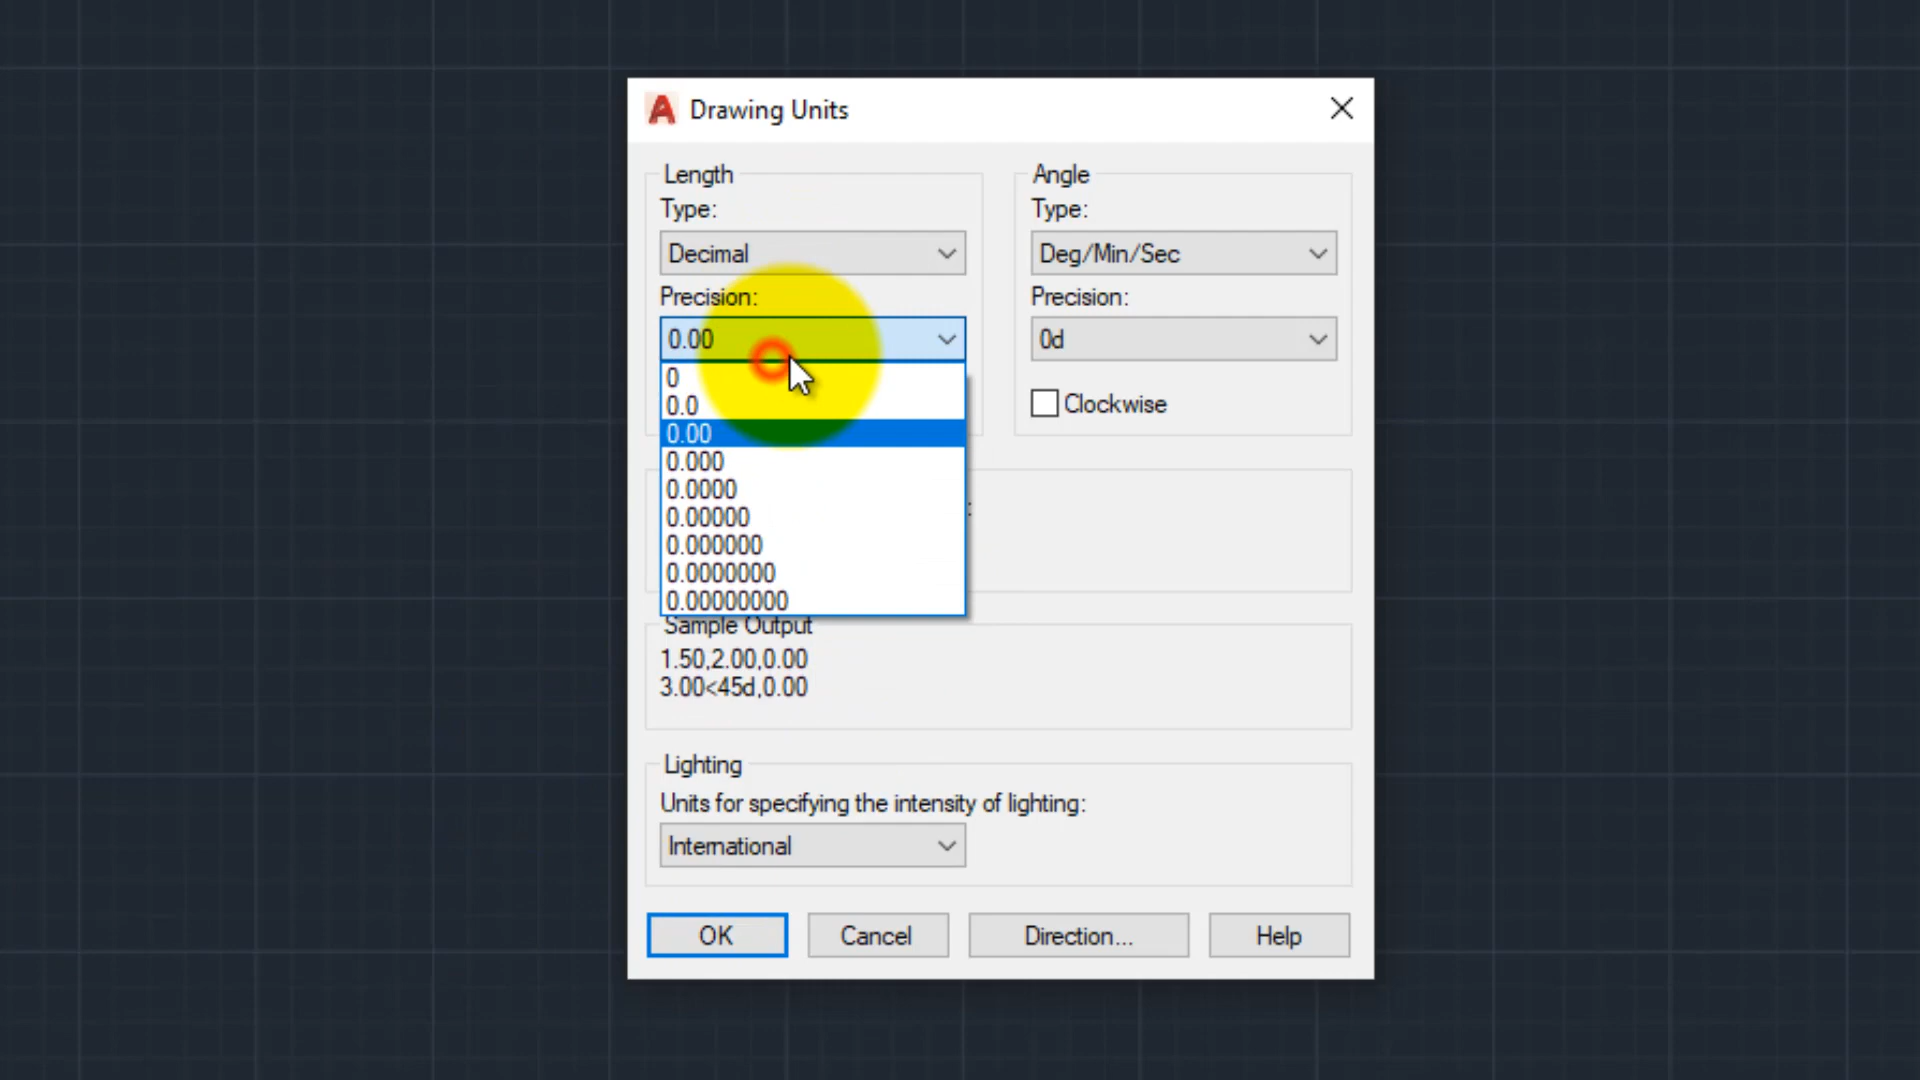 Drawing Units
Length
Type:
Decimal
Precision:
0.00
0
0.0
0.00
0.000
0.0000
0.00000
0.000000
0.0000000
0.00000000
Angle
Type:
Deg/Min/Sec
Precision:
0d
Clockwise
:
Sample Output
1.50,2.00,0.00
3.00<45d,0.00
Lighting
Units for specifying the intensity of lighting:
International
OK Cancel Direction... Help